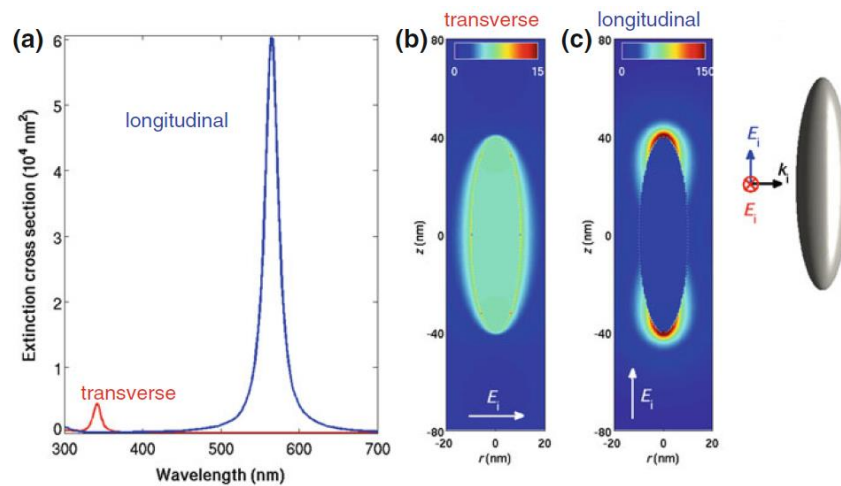 (a)
6
5
4
3
2
1
0
300
400
500
600
700
Extinction cross section (10⁴ nm²)
Wavelength (nm)
longitudinal
transverse
(b)
transverse
0
15
80
40
0
-40
-80
z (nm)
-20
0
20
r (nm)
Eᵢ
(c)
longitudinal
0
150
80
40
0
-40
-80
z (nm)
-20
0
20
r (nm)
Eᵢ
Eᵢ
kᵢ
Eᵢ